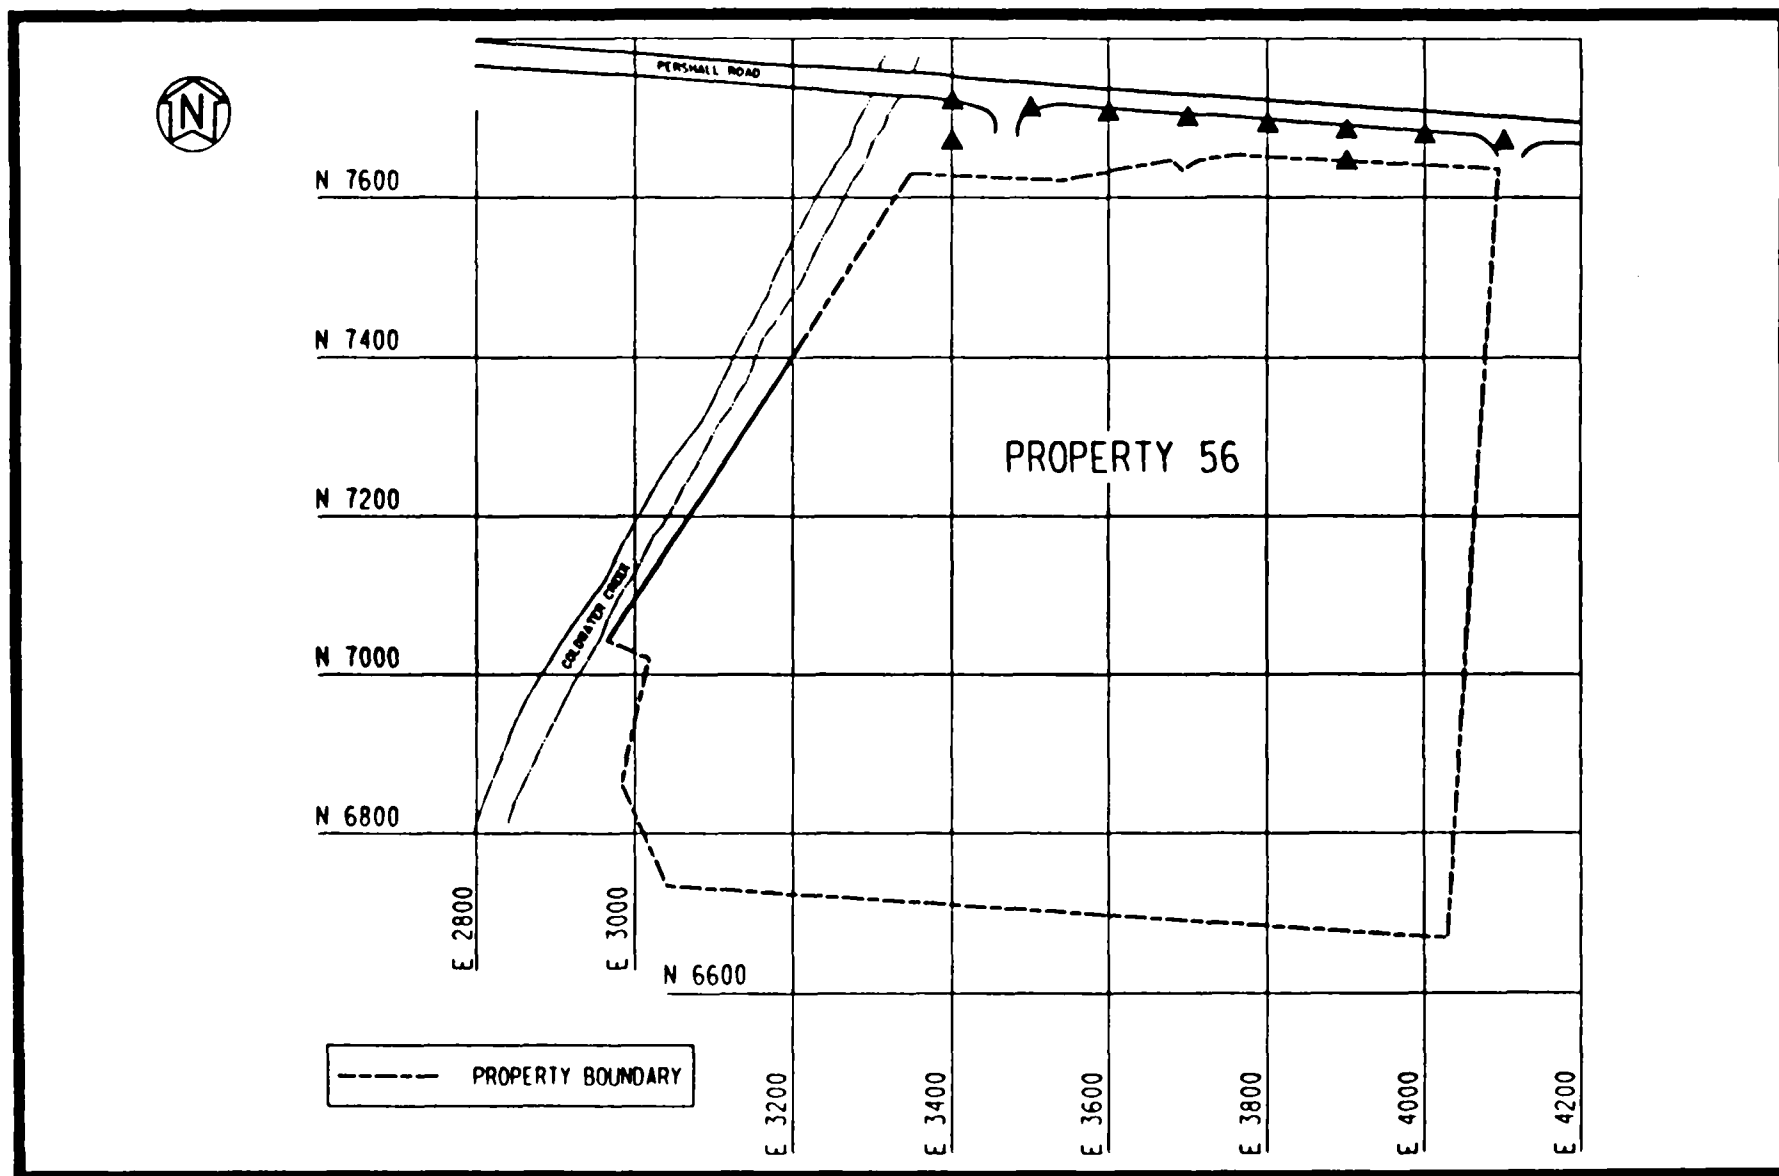 PERSHALL ROAD
N
N 7600
N 7400
PROPERTY 56
N 7200
COLDWATER CREEK
N 7000
N 6800
E 2800
E 3000
N 6600
PROPERTY BOUNDARY
E 3200
E 3400
E 3600
E 3800
E 4000
E 4200